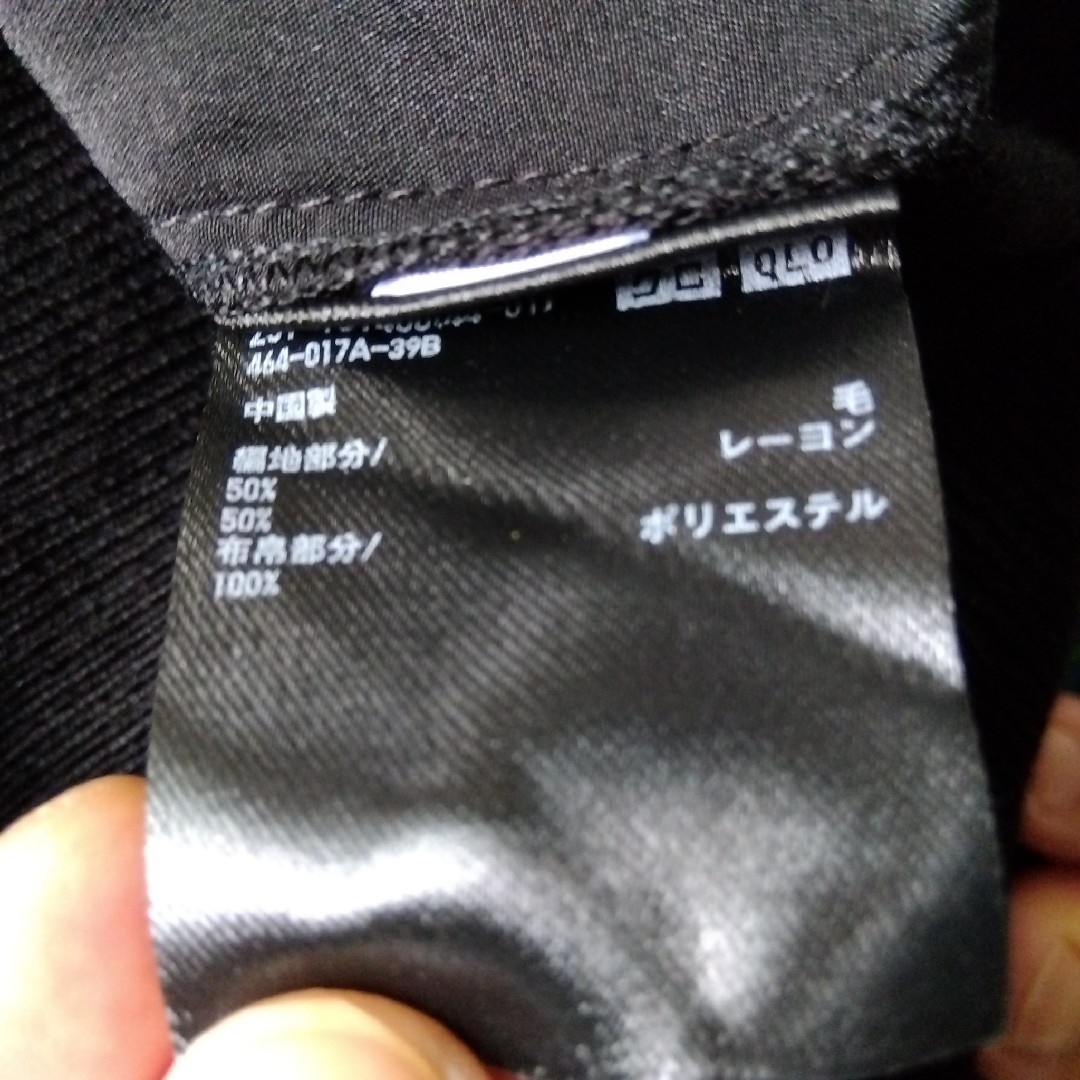 QLO
464-017A-39B
中国製
編地部分/
毛
50%
レーヨン
50%
布帛部分/
ポリエステル
100%